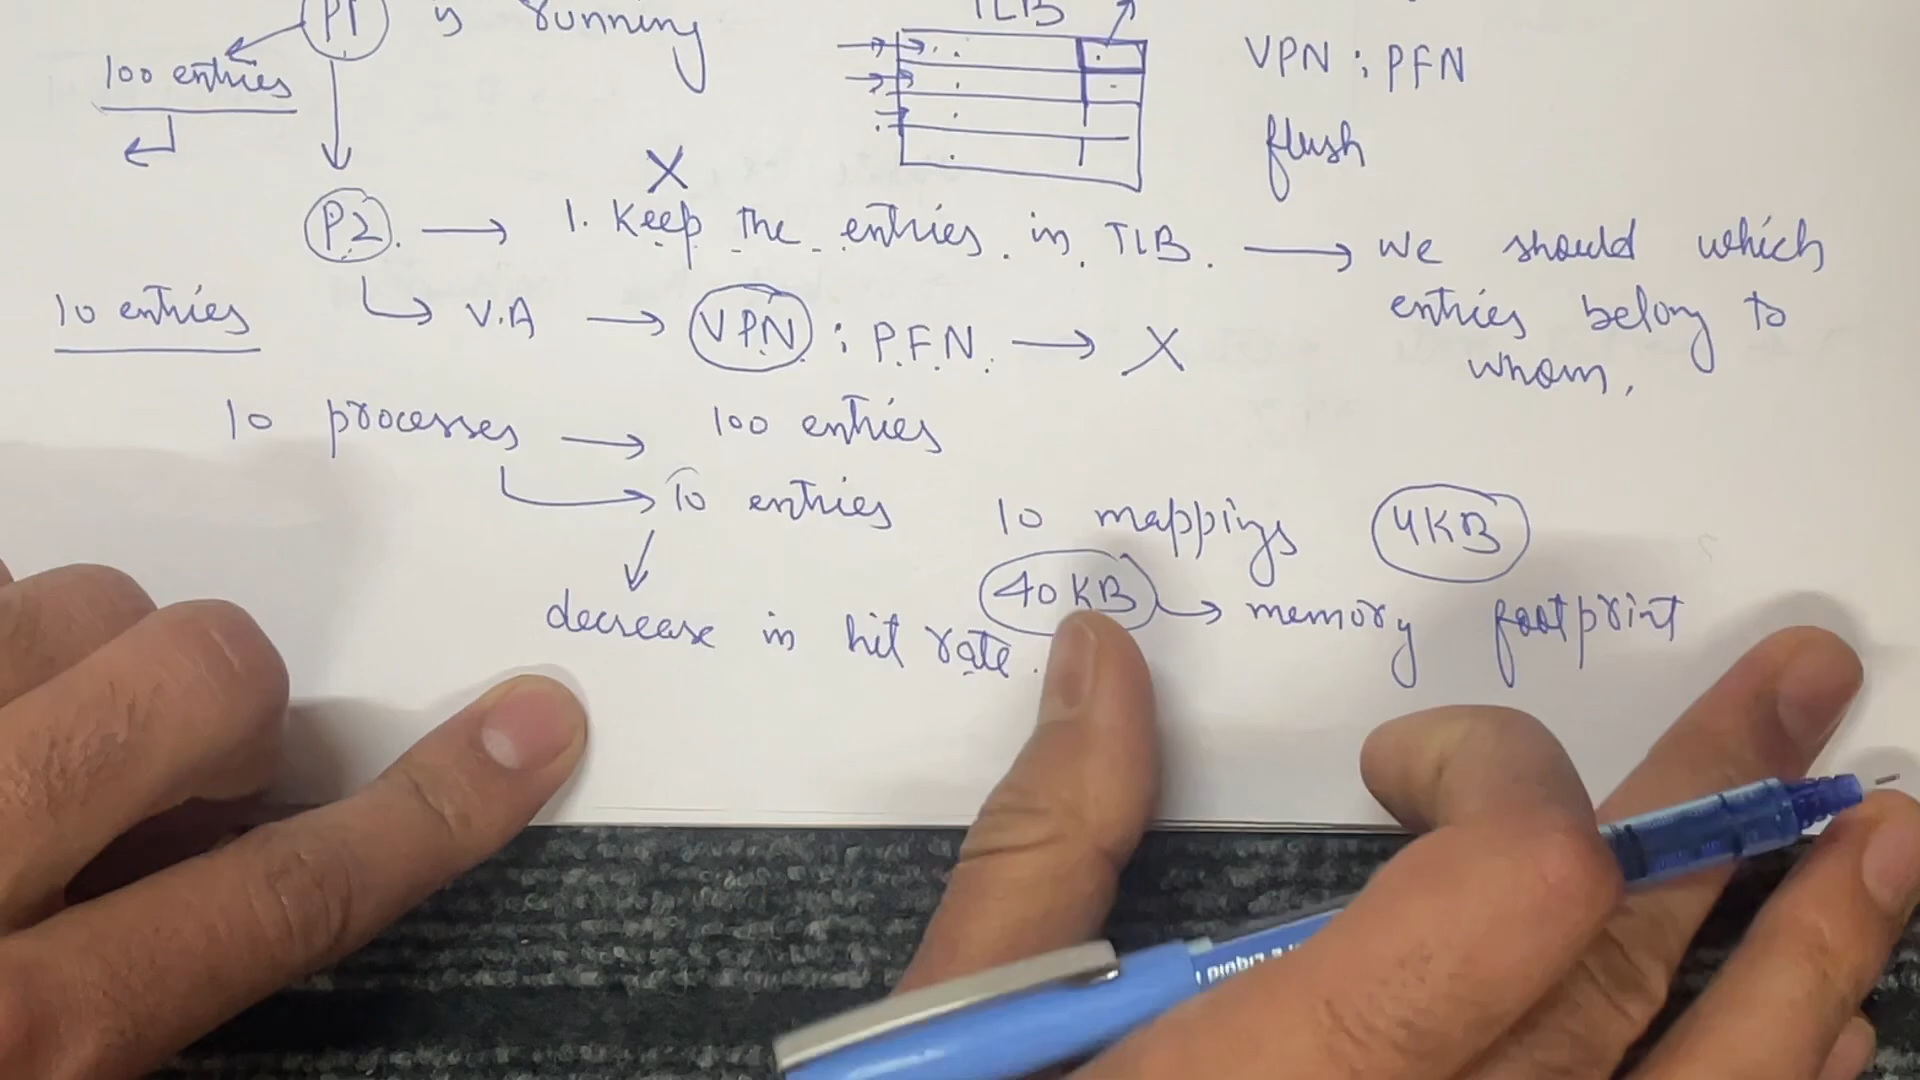 TLB
P1 is running
100 entries
VPN : PFN
flush
X
P2. → 1. Keep the entries in TLB. → we should which
entries belong to
whom,
10 entries
V.A → VPN : P.F.N. → X
10 processes → 100 entries
10 entries
10 mappings 4KB
40 KB → memory footprint
decrease in hit rate.